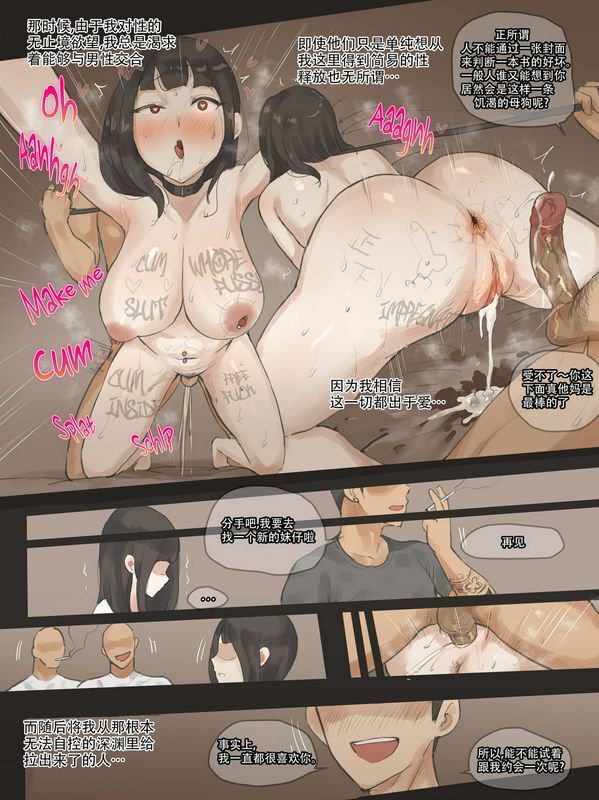 那时候,由于我对性的
无止境欲望,我总是渴求
着能够与男性交合
即使他们只是单纯想从
我这里得到简易的性
释放也无所谓…
正所谓
人不能通过一张封面
来判断一本书的好坏.
一般人谁又能想到你
居然会是这样一条
饥渴的母狗呢?
Oh
Aanhgh
Aaagnh
Make me
CUM
Splat
Schlp
CUM
SLUT
WHORE
PUSSY
CUM
INSIDE
FREE
FUCK
因为我相信
这一切都出于爱…
受不了~你这
下面真他妈是
最棒的了
分手吧,我要去
找一个新的妹仔啦
再见
...
而随后将我从那根本
无法自控的深渊里给
拉出来了的人…
事实上,
我一直都很喜欢你.
所以,能不能试着
跟我约会一次呢?